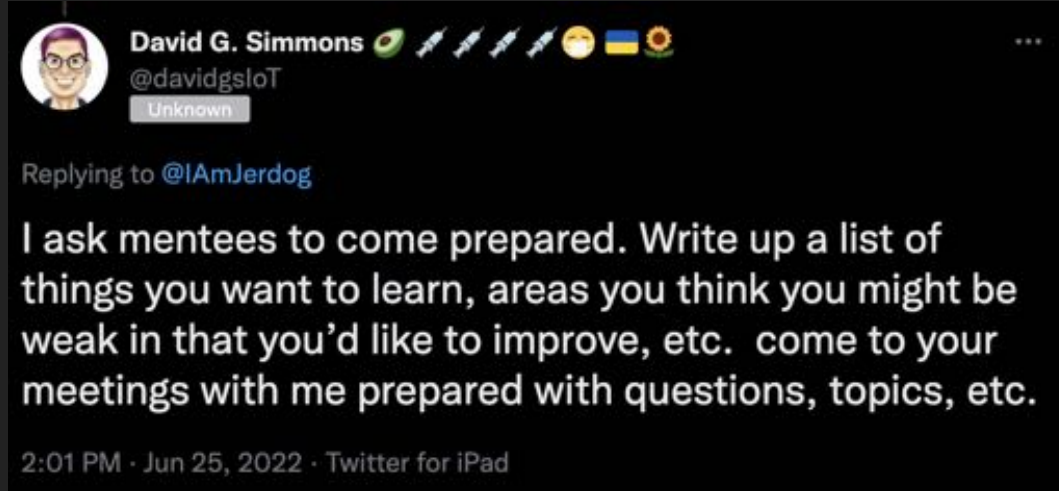 David G. Simmons 🥑 💉💉💉💉😷 🇺🇦🌻
@davidgsIoT
Unknown
Replying to @IAmJerdog
I ask mentees to come prepared. Write up a list of
things you want to learn, areas you think you might be
weak in that you’d like to improve, etc.  come to your
meetings with me prepared with questions, topics, etc.
2:01 PM · Jun 25, 2022 · Twitter for iPad